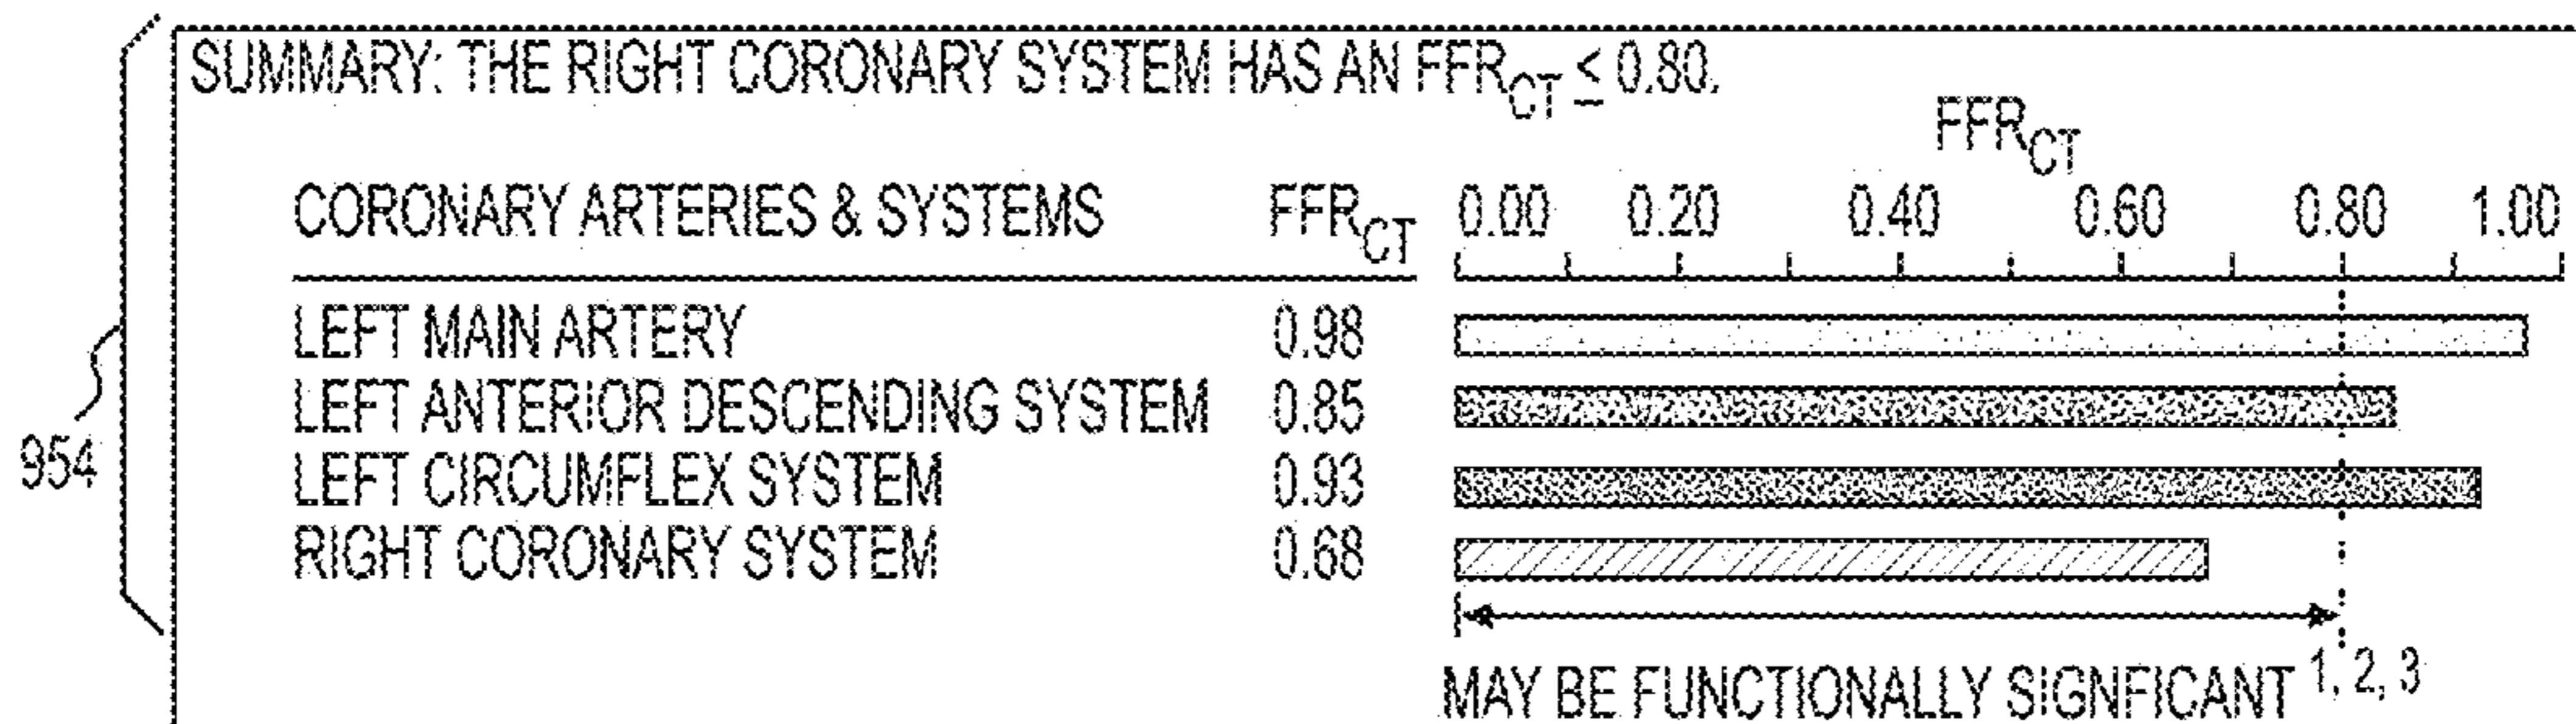 SUMMARY: THE RIGHT CORONARY SYSTEM HAS AN FFRCT ≤ 0.80.
FFRCT
CORONARY ARTERIES & SYSTEMS FFRCT 0.00 0.20 0.40 0.60 0.80 1.00
LEFT MAIN ARTERY 0.98
LEFT ANTERIOR DESCENDING SYSTEM 0.85
LEFT CIRCUMFLEX SYSTEM 0.93
RIGHT CORONARY SYSTEM 0.68
954
MAY BE FUNCTIONALLY SIGNFICANT 1, 2, 3